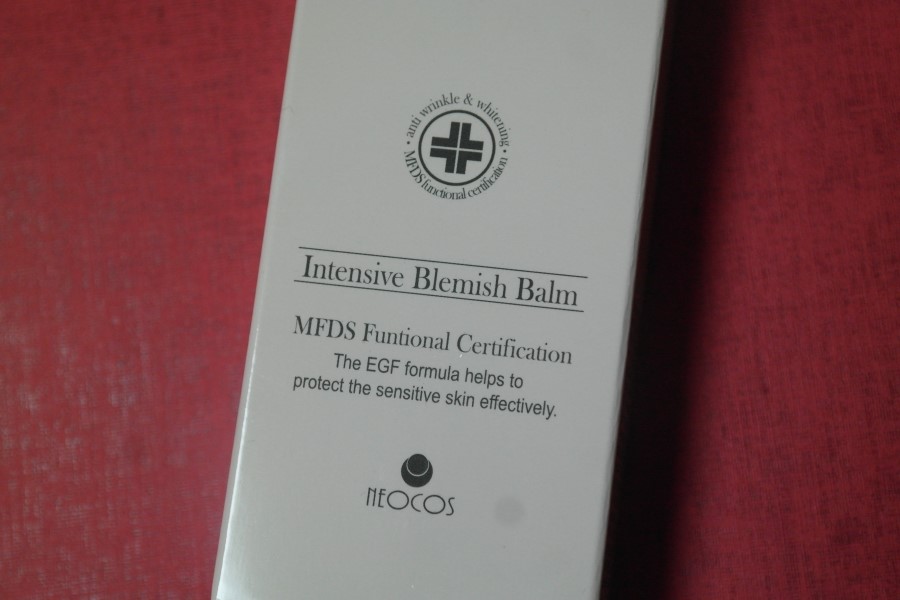 • anti wrinkle & whitening •
MFDS functional certification
Intensive Blemish Balm
MFDS Funtional Certification
The EGF formula helps to
protect the sensitive skin effectively.
NEOCOS